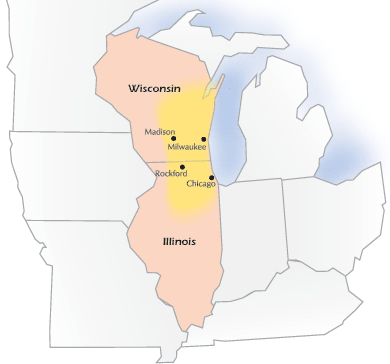 Wisconsin
Madison
Milwaukee
Rockford
Chicago
Illinois